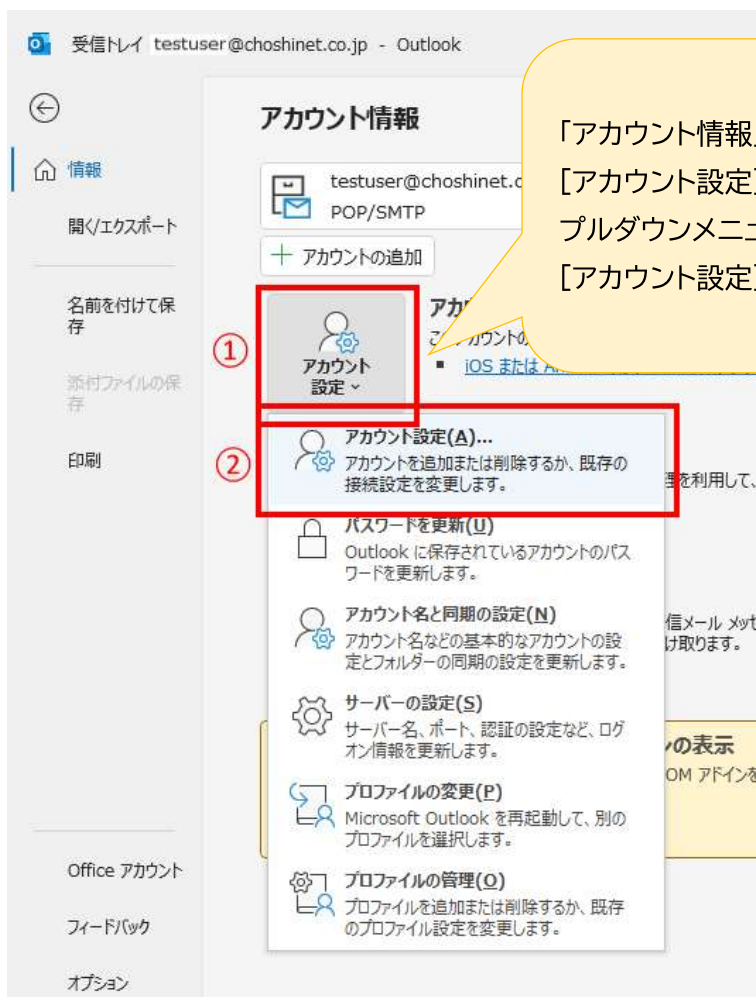 受信トレイ testuser@choshinet.co.jp - Outlook
アカウント情報
「アカウント情報」
[アカウント設定]
プルダウンメニュ
[アカウント設定]
情報
testuser@choshinet.c
POP/SMTP
開く/エクスポート
アカウントの追加
名前を付けて保
存
添付ファイルの保
存
印刷
①
アカウント
設定
アカ
このアカウントの
iOS または A
②
アカウント設定(A)...
アカウントを追加または削除するか、既存の
接続設定を変更します。
理を利用して、
パスワードを更新(U)
Outlook に保存されているアカウントのパス
ワードを更新します。
アカウント名と同期の設定(N)
アカウント名などの基本的なアカウントの設
定とフォルダーの同期の設定を更新します。
信メール メッセ
け取ります。
サーバーの設定(S)
サーバー名、ポート、認証の設定など、ログ
オン情報を更新します。
ンの表示
OM アドインを
プロファイルの変更(P)
Microsoft Outlook を再起動して、別の
プロファイルを選択します。
プロファイルの管理(O)
プロファイルを追加または削除するか、既存
のプロファイル設定を変更します。
Office アカウント
フィードバック
オプション